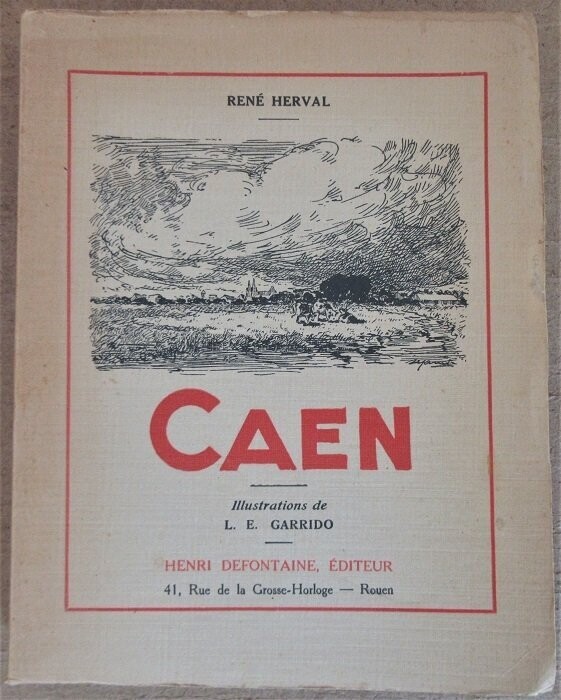 RENÉ HERVAL
CAEN
Illustrations de
L. E. GARRIDO
HENRI DEFONTAINE, ÉDITEUR
41, Rue de la Grosse-Horloge — Rouen